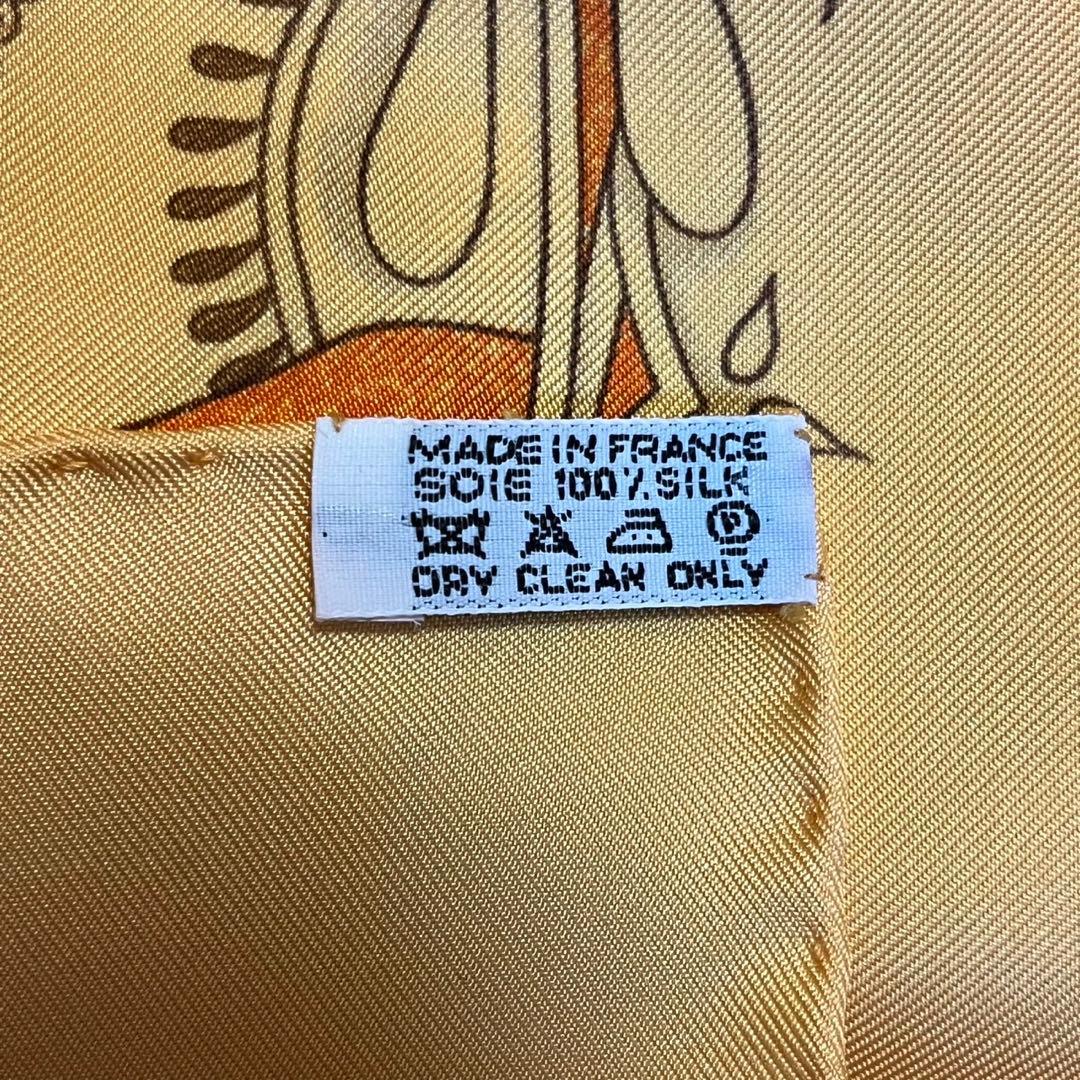 MADE IN FRANCE
SOIE 100% SILK
P
DRY CLEAN ONLY